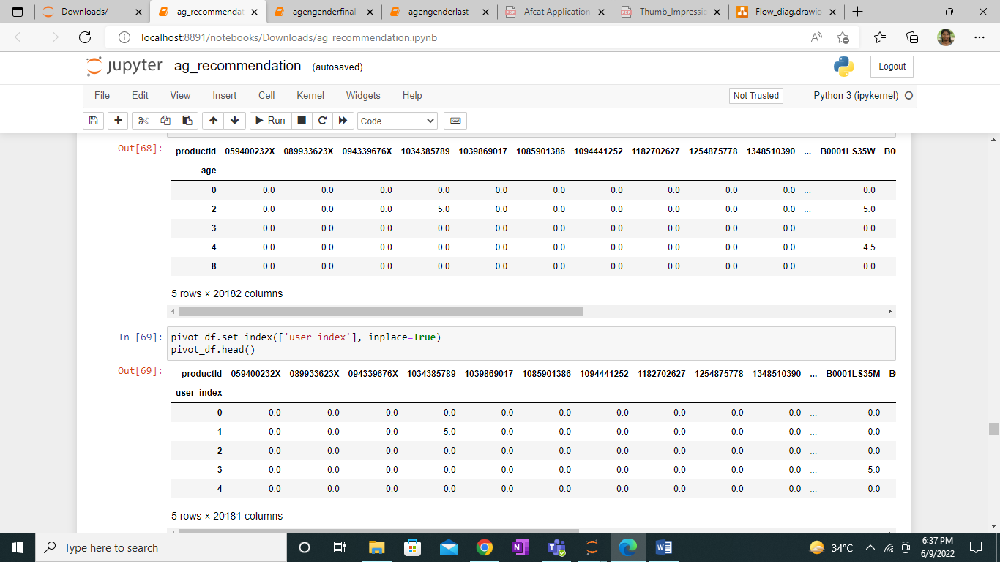 Downloads/
ag_recommendat
agengenderfinal -
agengenderlast -
Afcat Application
Thumb_Impressic
Flow_diag.drawio
localhost:8891/notebooks/Downloads/ag_recommendation.ipynb
jupyter ag_recommendation (autosaved)
Logout
File Edit View Insert Cell Kernel Widgets Help
Not Trusted
Python 3 (ipykernel)
Run
Code
Out[68]:
productId 059400232X 089933623X 094339676X 1034385789 1039869017 1085901386 1094441252 1182702627 1254875778 1348510390 ... B0001LS35W B0
age
0 0.0 0.0 0.0 0.0 0.0 0.0 0.0 0.0 0.0 0.0 ... 0.0
2 0.0 0.0 0.0 5.0 0.0 0.0 0.0 0.0 0.0 0.0 ... 5.0
3 0.0 0.0 0.0 0.0 0.0 0.0 0.0 0.0 0.0 0.0 ... 0.0
4 0.0 0.0 0.0 0.0 0.0 0.0 0.0 0.0 0.0 0.0 ... 4.5
8 0.0 0.0 0.0 0.0 0.0 0.0 0.0 0.0 0.0 0.0 ... 0.0
5 rows × 20182 columns
In [69]: pivot_df.set_index(['user_index'], inplace=True)
pivot_df.head()
Out[69]:
productId 059400232X 089933623X 094339676X 1034385789 1039869017 1085901386 1094441252 1182702627 1254875778 1348510390 ... B0001LS35M B
user_index
0 0.0 0.0 0.0 0.0 0.0 0.0 0.0 0.0 0.0 0.0 ... 0.0
1 0.0 0.0 0.0 5.0 0.0 0.0 0.0 0.0 0.0 0.0 ... 0.0
2 0.0 0.0 0.0 0.0 0.0 0.0 0.0 0.0 0.0 0.0 ... 0.0
3 0.0 0.0 0.0 0.0 0.0 0.0 0.0 0.0 0.0 0.0 ... 5.0
4 0.0 0.0 0.0 0.0 0.0 0.0 0.0 0.0 0.0 0.0 ... 0.0
5 rows × 20181 columns
Type here to search
34°C
6:37 PM
6/9/2022